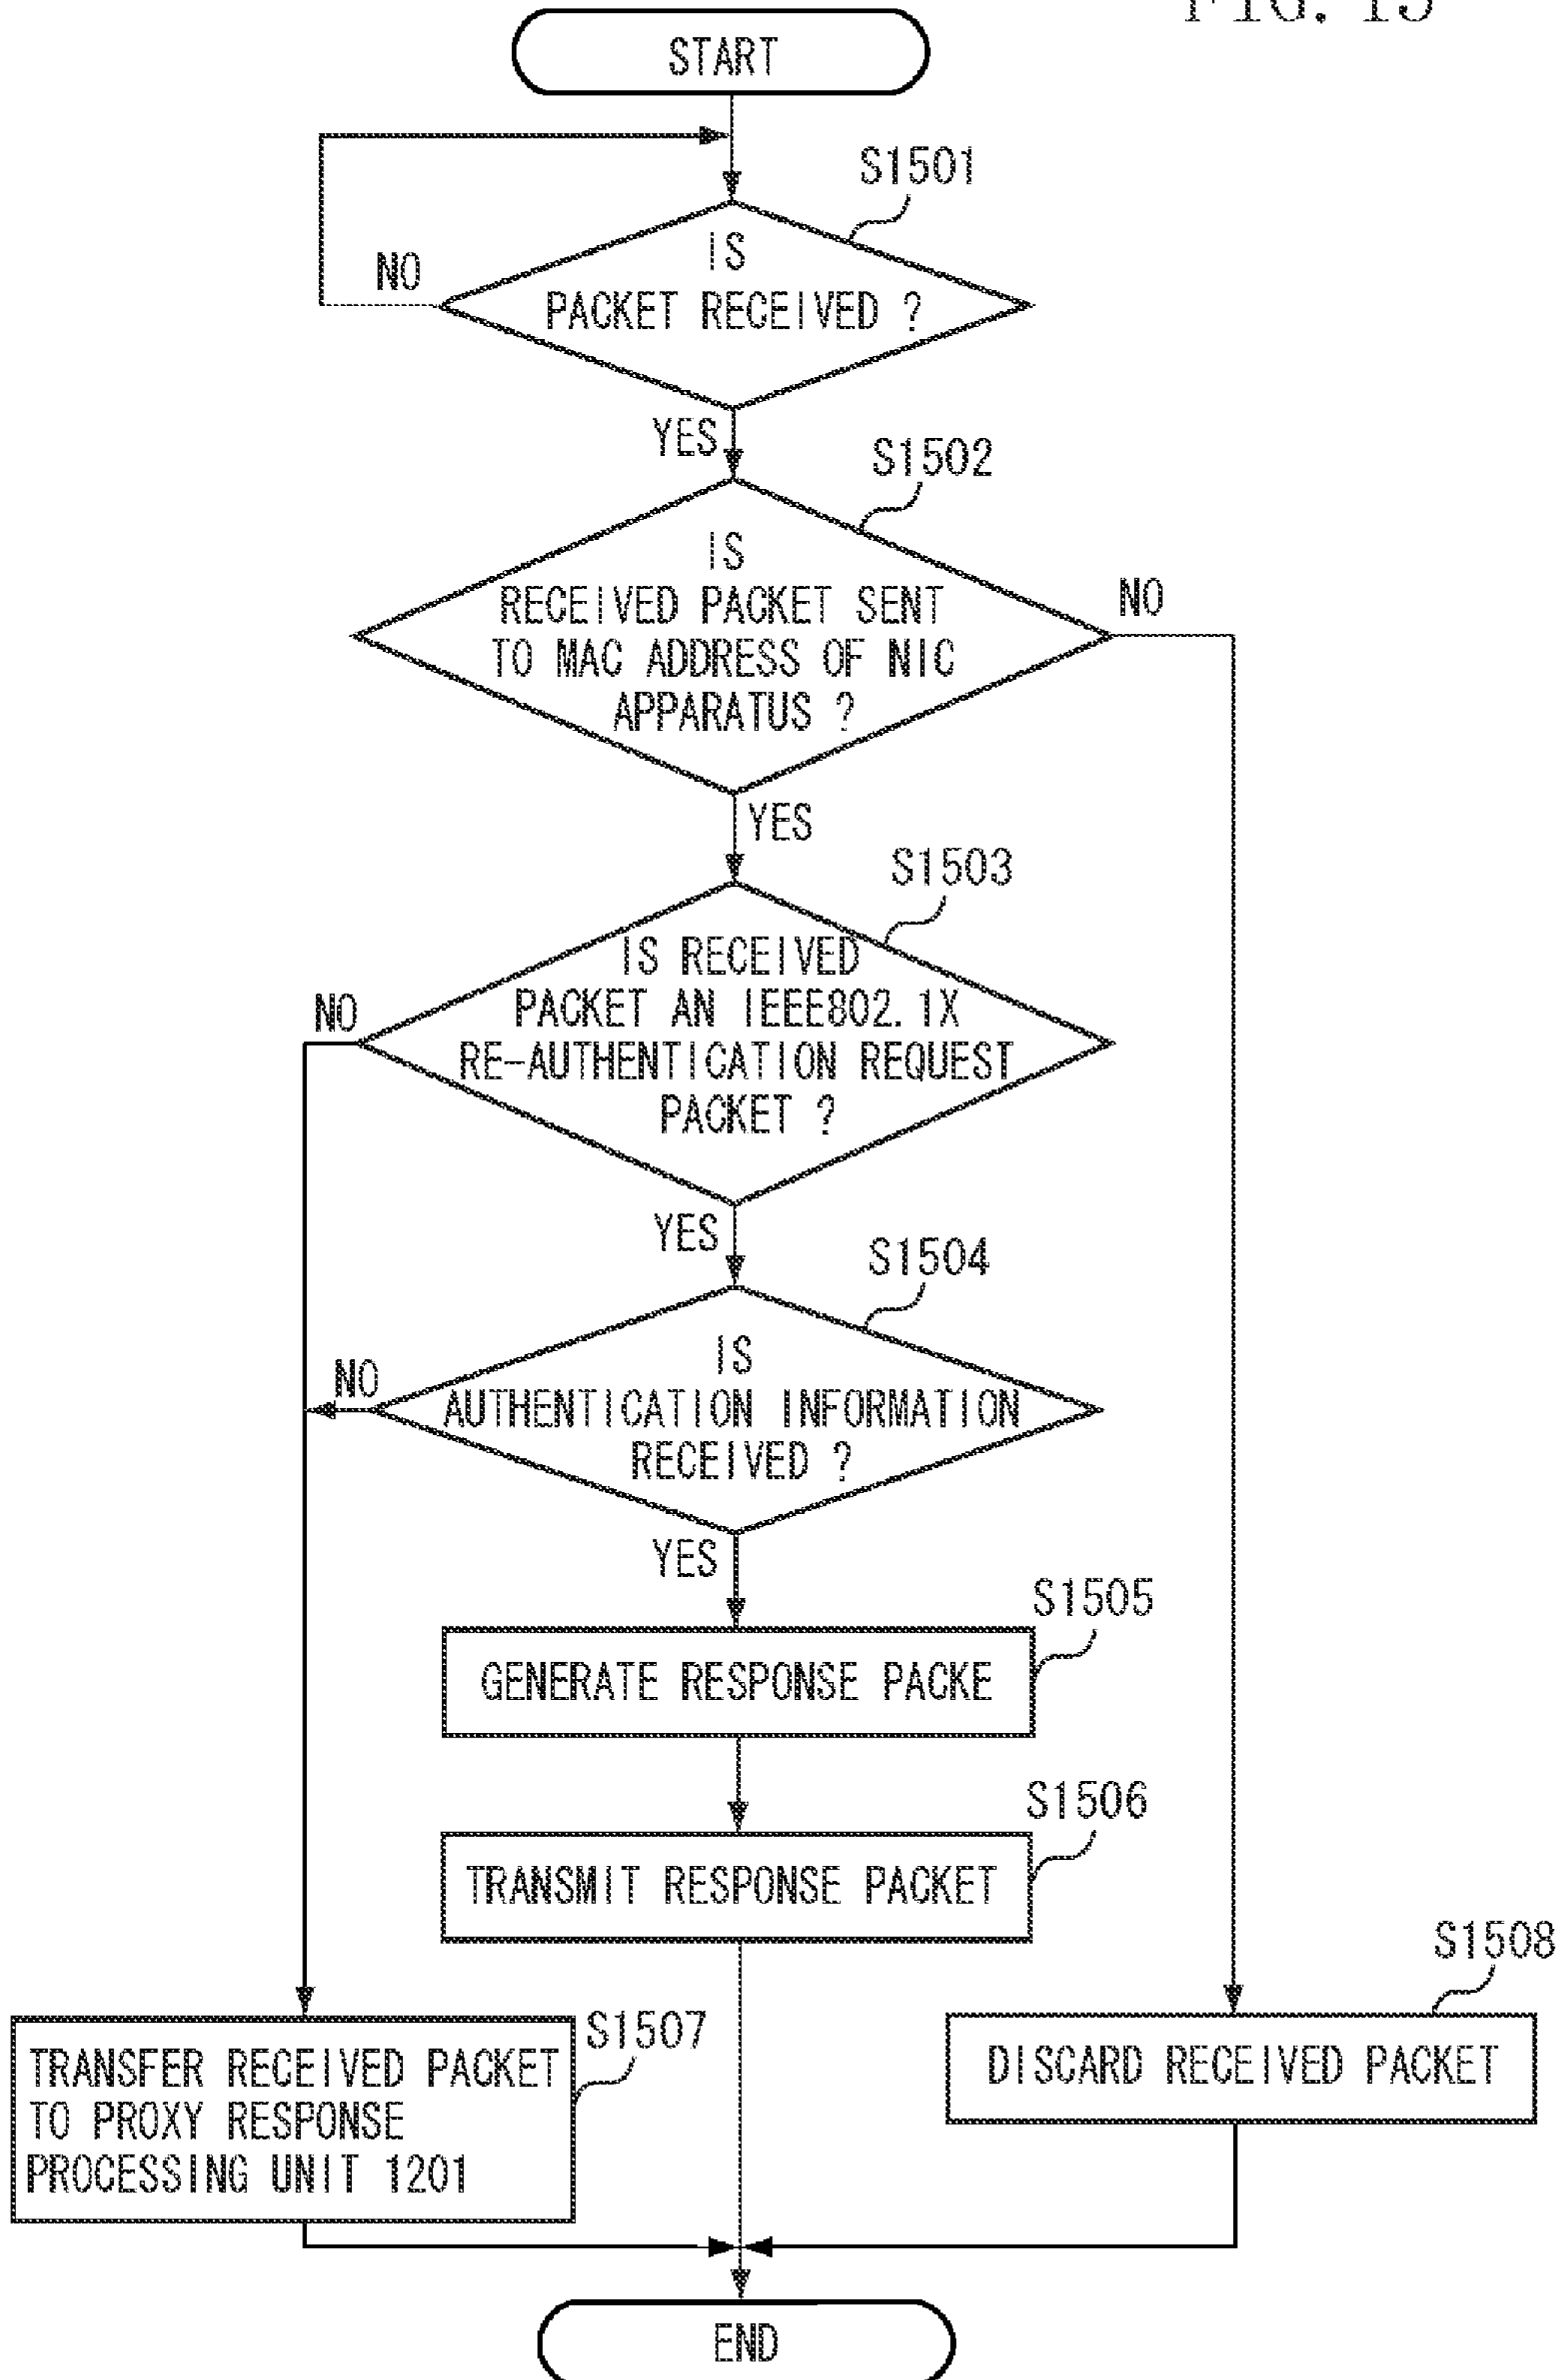 FIG. 15
START
S1501
IS
PACKET RECEIVED ?
NO
YES
S1502
IS
RECEIVED PACKET SENT
TO MAC ADDRESS OF NIC
APPARATUS ?
NO
YES
S1503
IS RECEIVED
PACKET AN IEEE802.1X
RE-AUTHENTICATION REQUEST
PACKET ?
NO
YES
S1504
IS
AUTHENTICATION INFORMATION
RECEIVED ?
NO
YES
S1505
GENERATE RESPONSE PACKE
S1506
TRANSMIT RESPONSE PACKET
S1507
TRANSFER RECEIVED PACKET
TO PROXY RESPONSE
PROCESSING UNIT 1201
S1508
DISCARD RECEIVED PACKET
END